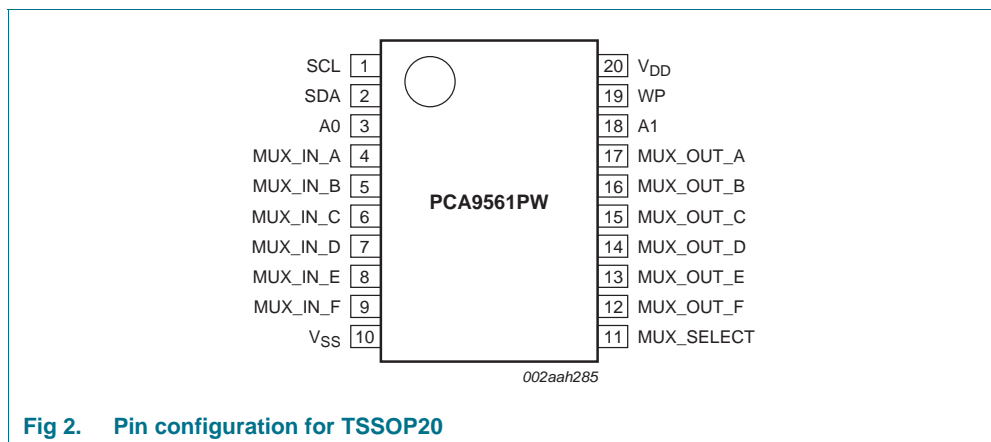 SCL 1 20 VDD
SDA 2 19 WP
A0 3 18 A1
MUX_IN_A 4 17 MUX_OUT_A
MUX_IN_B 5 16 MUX_OUT_B
PCA9561PW
MUX_IN_C 6 15 MUX_OUT_C
MUX_IN_D 7 14 MUX_OUT_D
MUX_IN_E 8 13 MUX_OUT_E
MUX_IN_F 9 12 MUX_OUT_F
VSS 10 11 MUX_SELECT
002aah285
Fig 2. Pin configuration for TSSOP20